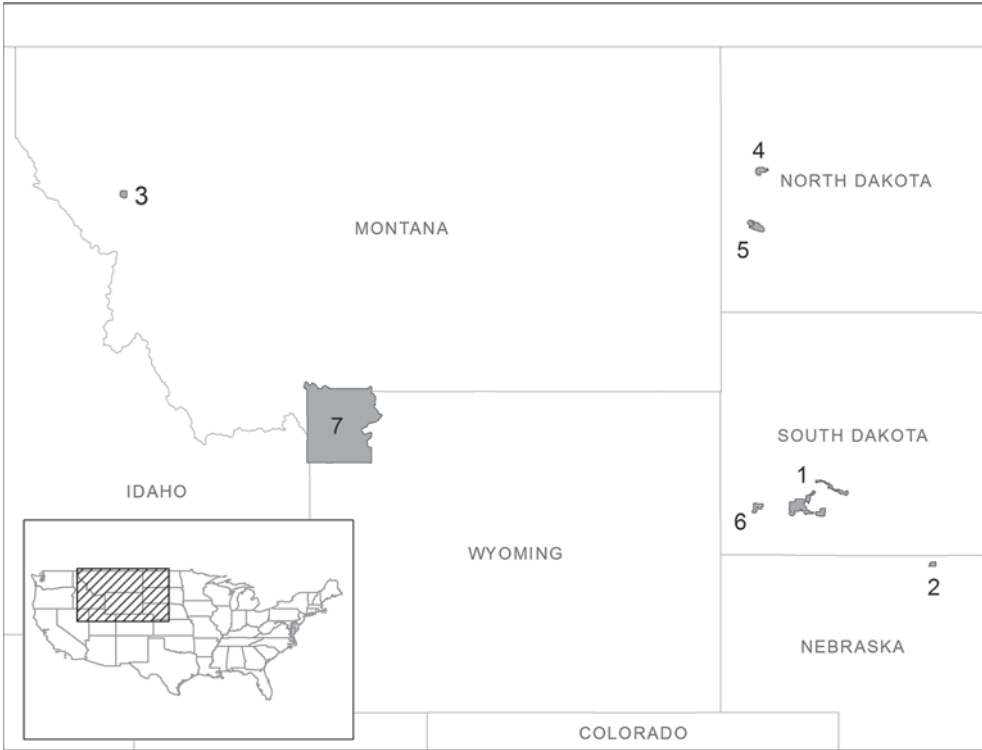 4
NORTH DAKOTA
3
MONTANA
5
7
SOUTH DAKOTA
1
IDAHO
6
WYOMING
2
NEBRASKA
COLORADO